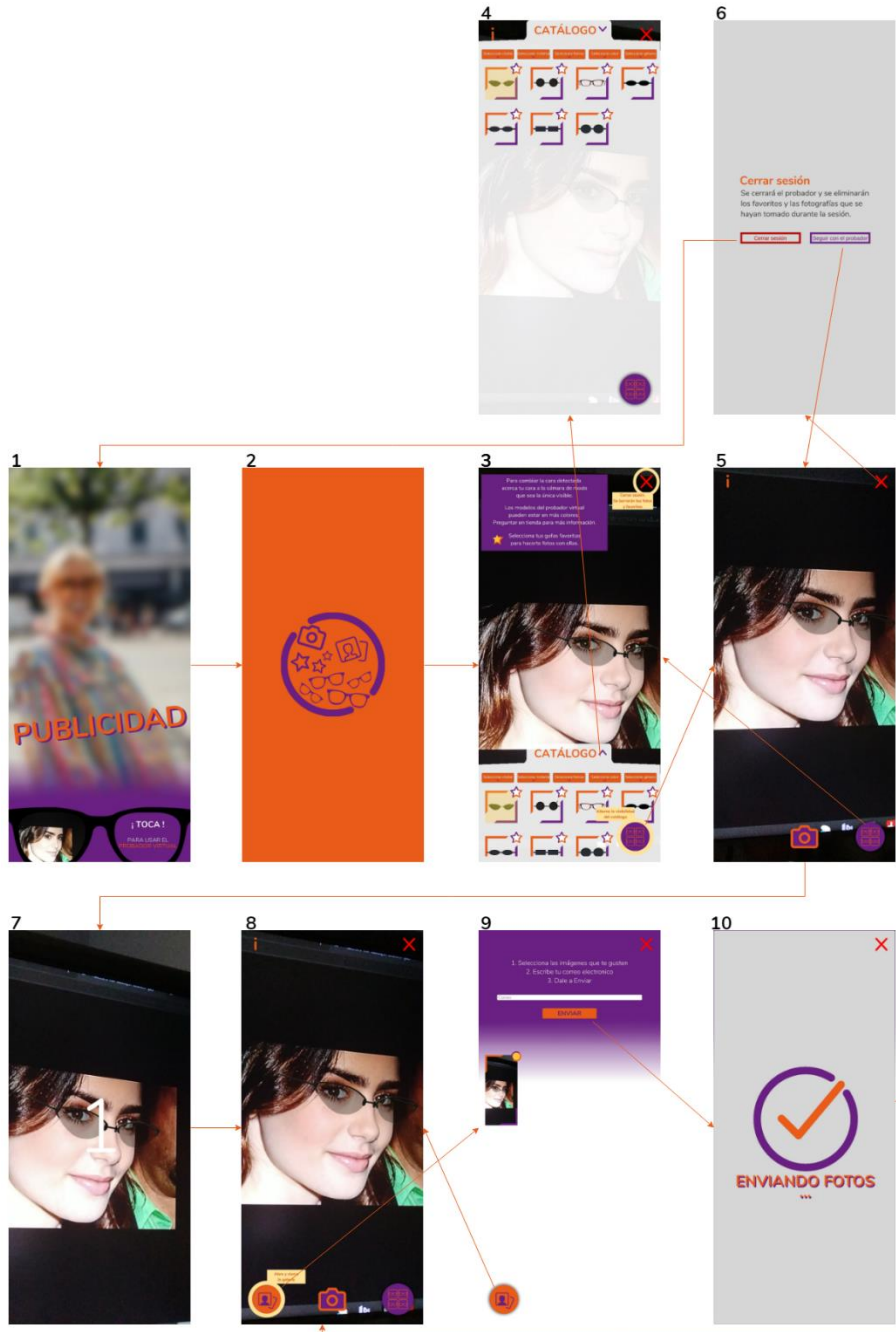 4
i
CATÁLOGO
6
Cerrar sesión
Se cerrará el probador y se eliminarán
los favoritos y las fotografías que se
hayan tomado durante la sesión.
Cerrar sesión
Seguir con el probador
1
PUBLICIDAD
¡ TOCA !
PARA USAR EL
PROBADOR VIRTUAL
2
3
Para cambiar la cara detectada
acerca tu cara a la cámara de modo
que sea la única visible.
Los modelos del probador virtual
pueden estar en más colores.
Preguntar en tienda para más información.
Selecciona tus gafas favoritas
para hacerte fotos con ellas.
Cerrar sesión
CATÁLOGO
5
i
7
1
8
i
9
1. Selecciona las imágenes que te gusten
2. Escribe tu correo electronico
3. Dale a Enviar
ENVIAR
10
ENVIANDO FOTOS
...